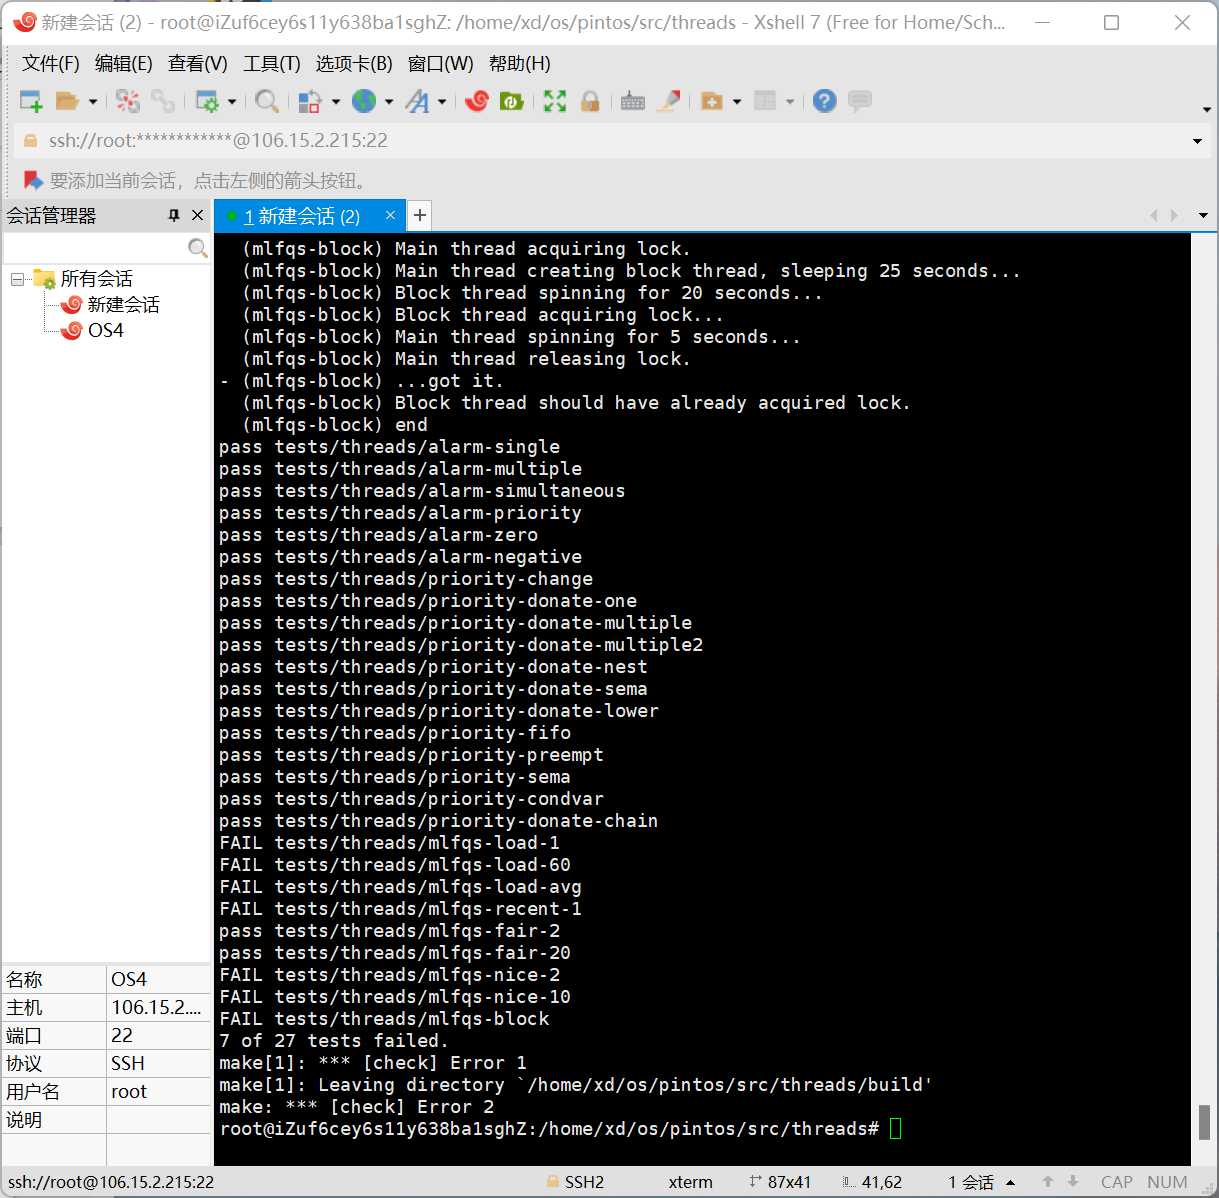 新建会话 (2) - root@iZuf6cey6s11y638ba1sghZ: /home/xd/os/pintos/src/threads - Xshell 7 (Free for Home/Sch...
文件(F) 编辑(E) 查看(V) 工具(T) 选项卡(B) 窗口(W) 帮助(H)
ssh://root:************@106.15.2.215:22
要添加当前会话，点击左侧的箭头按钮。
会话管理器
1 新建会话 (2) × +
所有会话
新建会话
OS4
(mlfqs-block) Main thread acquiring lock.
(mlfqs-block) Main thread creating block thread, sleeping 25 seconds...
(mlfqs-block) Block thread spinning for 20 seconds...
(mlfqs-block) Block thread acquiring lock...
(mlfqs-block) Main thread spinning for 5 seconds...
(mlfqs-block) Main thread releasing lock.
- (mlfqs-block) ...got it.
(mlfqs-block) Block thread should have already acquired lock.
(mlfqs-block) end
pass tests/threads/alarm-single
pass tests/threads/alarm-multiple
pass tests/threads/alarm-simultaneous
pass tests/threads/alarm-priority
pass tests/threads/alarm-zero
pass tests/threads/alarm-negative
pass tests/threads/priority-change
pass tests/threads/priority-donate-one
pass tests/threads/priority-donate-multiple
pass tests/threads/priority-donate-multiple2
pass tests/threads/priority-donate-nest
pass tests/threads/priority-donate-sema
pass tests/threads/priority-donate-lower
pass tests/threads/priority-fifo
pass tests/threads/priority-preempt
pass tests/threads/priority-sema
pass tests/threads/priority-condvar
pass tests/threads/priority-donate-chain
FAIL tests/threads/mlfqs-load-1
FAIL tests/threads/mlfqs-load-60
FAIL tests/threads/mlfqs-load-avg
FAIL tests/threads/mlfqs-recent-1
pass tests/threads/mlfqs-fair-2
pass tests/threads/mlfqs-fair-20
FAIL tests/threads/mlfqs-nice-2
FAIL tests/threads/mlfqs-nice-10
FAIL tests/threads/mlfqs-block
7 of 27 tests failed.
make[1]: *** [check] Error 1
make[1]: Leaving directory `/home/xd/os/pintos/src/threads/build'
make: *** [check] Error 2
root@iZuf6cey6s11y638ba1sghZ:/home/xd/os/pintos/src/threads#
名称 OS4
主机 106.15.2....
端口 22
协议 SSH
用户名 root
说明
ssh://root@106.15.2.215:22 SSH2 xterm 87x41 41,62 1 会话 CAP NUM